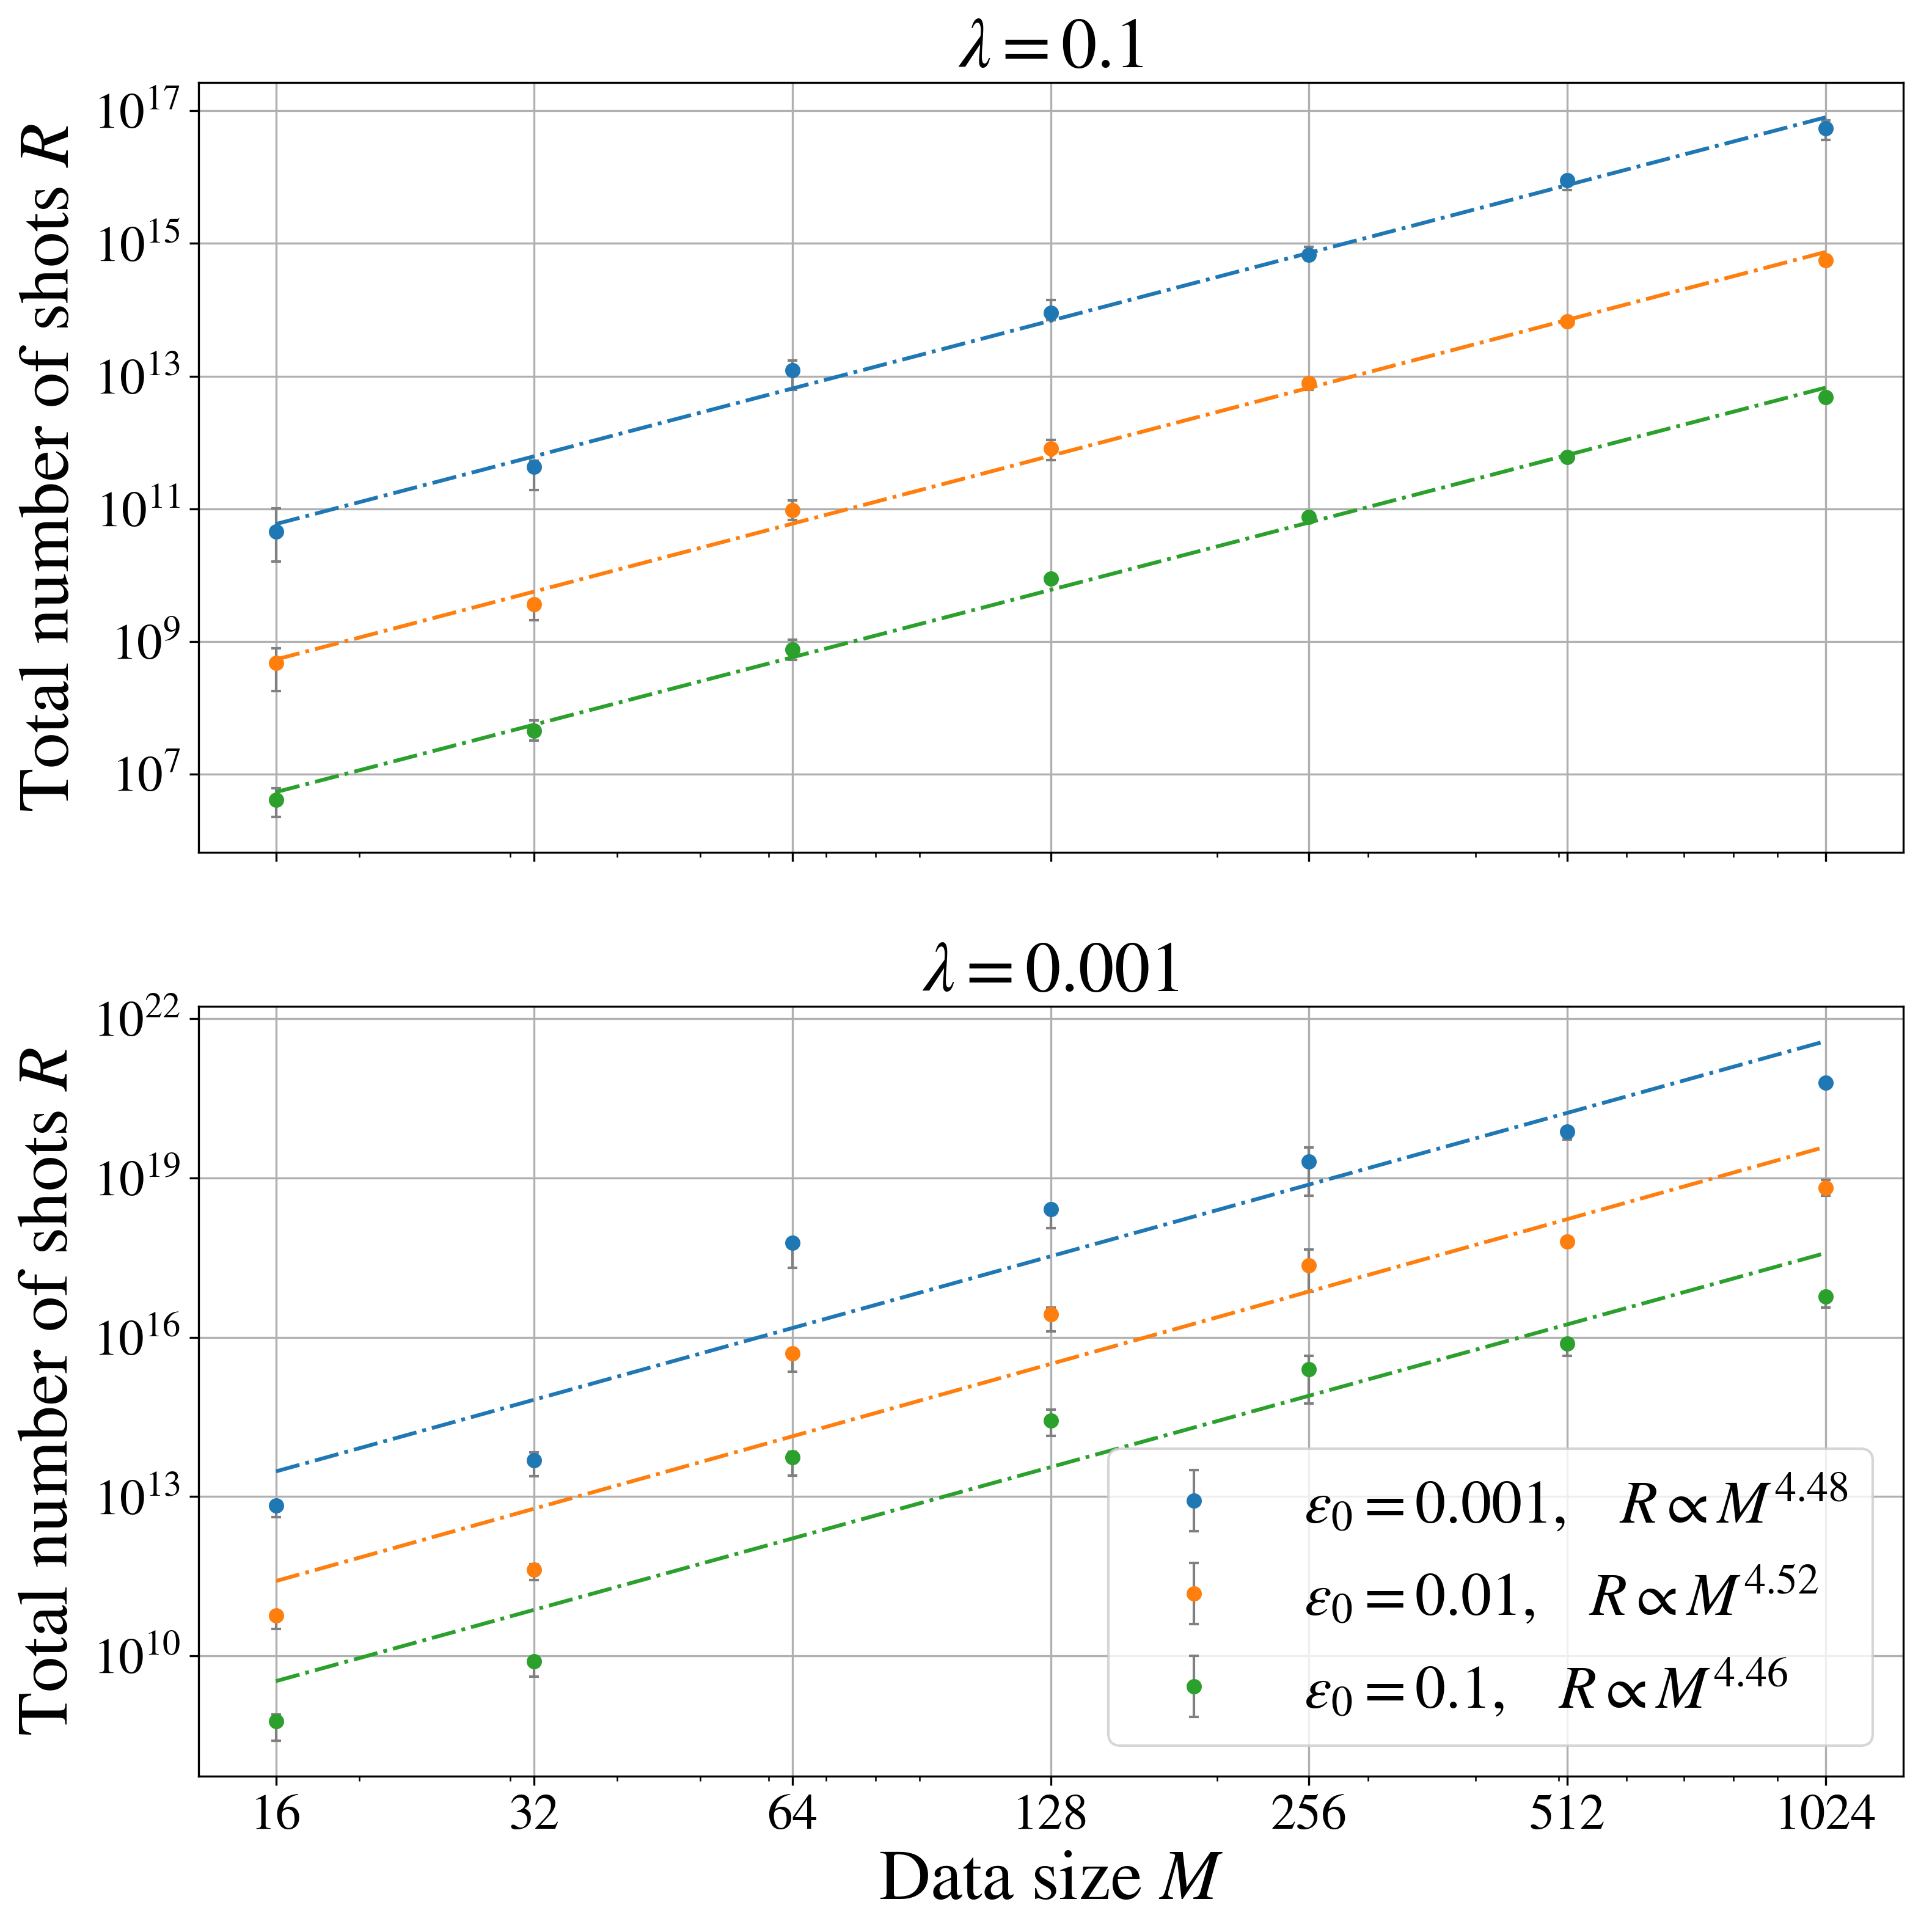 λ = 0.1
Total number of shots R
10^17
10^15
10^13
10^11
10^9
10^7
λ = 0.001
Total number of shots R
10^22
10^19
10^16
10^13
10^10
ε₀ = 0.001, R ∝ M^4.48
ε₀ = 0.01, R ∝ M^4.52
ε₀ = 0.1, R ∝ M^4.46
16 32 64 128 256 512 1024
Data size M